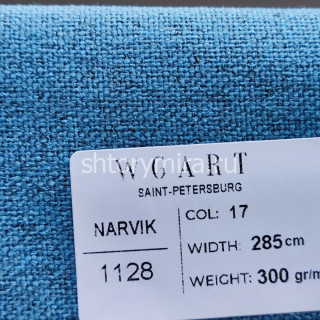 WGART
SAINT-PETERSBURG
NARVIK
1128
COL: 17
WIDTH: 285cm
WEIGHT: 300 gr/m